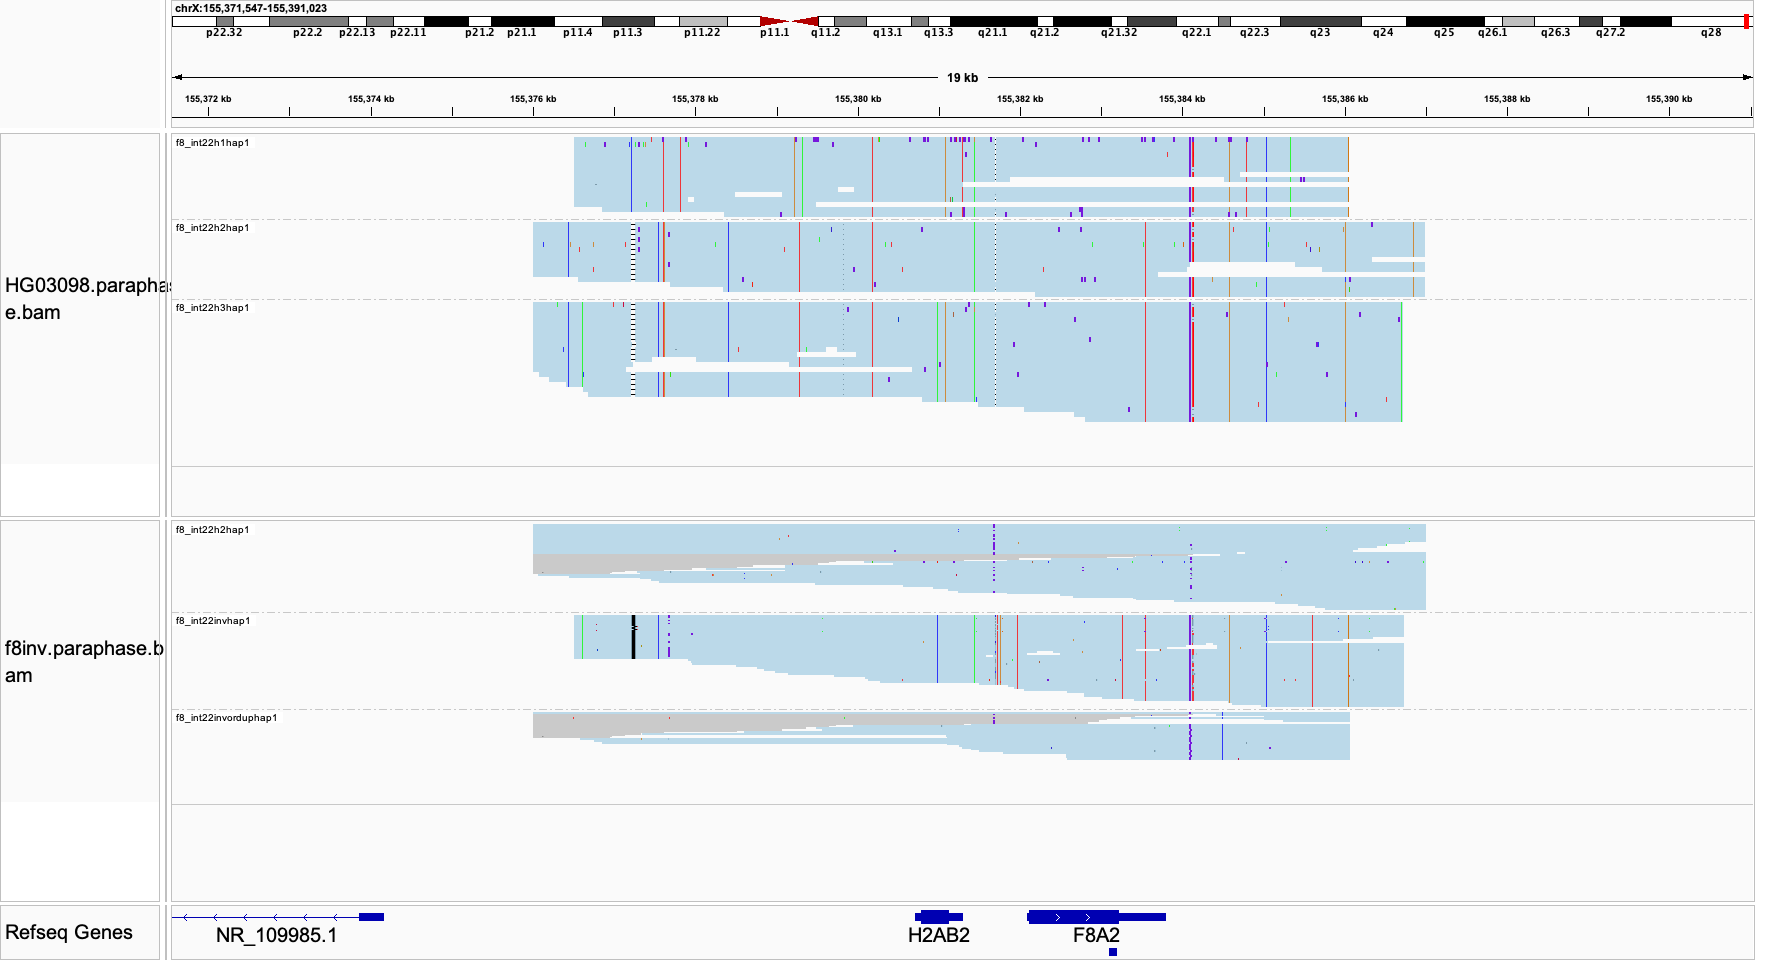 chrX:155,371,547-155,391,023
p22.32 p22.2 p22.13 p22.11 p21.2 p21.1 p11.4 p11.3 p11.22 p11.1 q11.2 q13.1 q13.3 q21.1 q21.2 q21.32 q22.1 q22.3 q23 q24 q25 q26.1 q26.3 q27.2 q28
19 kb
155,372 kb 155,374 kb 155,376 kb 155,378 kb 155,380 kb 155,382 kb 155,384 kb 155,386 kb 155,388 kb 155,390 kb
f8_int22h1hap1
f8_int22h2hap1
HG03098.parapha
e.bam
f8_int22h3hap1
f8_int22h2hap1
f8_int22invhap1
f8inv.paraphase.b
am
f8_int22invorduphap1
Refseq Genes
NR_109985.1 H2AB2 F8A2